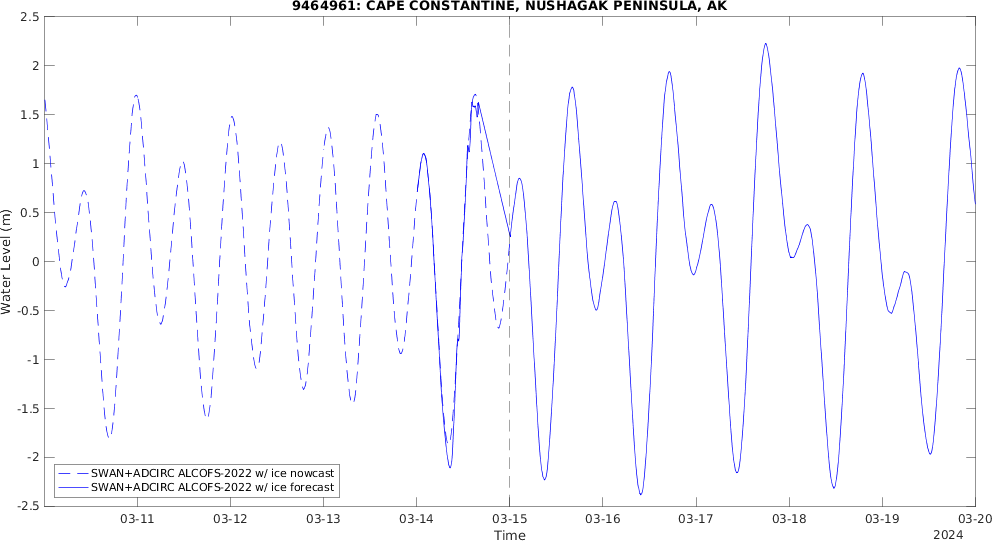 9464961: CAPE CONSTANTINE, NUSHAGAK PENINSULA, AK
2.5
2
1.5
1
0.5
0
-0.5
-1
-1.5
-2
-2.5
Water Level (m)
SWAN+ADCIRC ALCOFS-2022 w/ ice nowcast
SWAN+ADCIRC ALCOFS-2022 w/ ice forecast
03-11 03-12 03-13 03-14 03-15 03-16 03-17 03-18 03-19 03-20
Time
2024